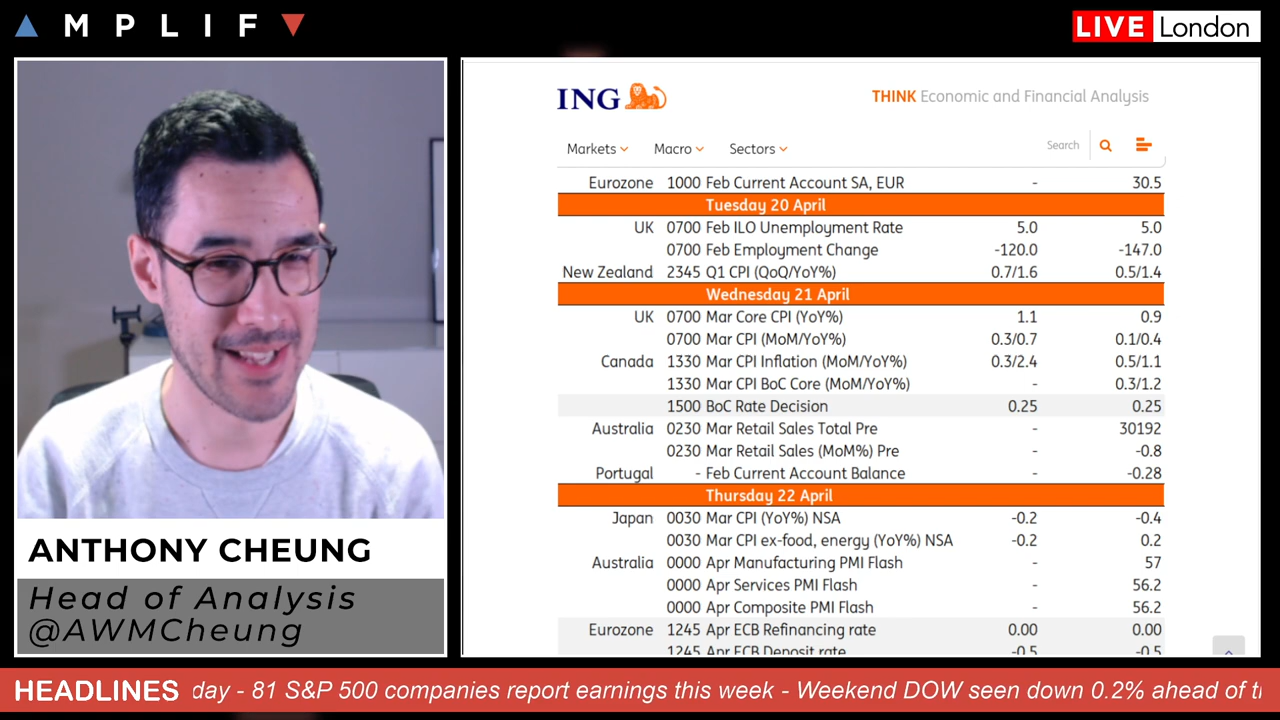 AMPLIFY
LIVE London
ING
THINK Economic and Financial Analysis
Markets Macro Sectors Search
Eurozone 1000 Feb Current Account SA, EUR - 30.5
Tuesday 20 April
UK 0700 Feb ILO Unemployment Rate 5.0 5.0
0700 Feb Employment Change -120.0 -147.0
New Zealand 2345 Q1 CPI (QoQ/YoY%) 0.7/1.6 0.5/1.4
Wednesday 21 April
UK 0700 Mar Core CPI (YoY%) 1.1 0.9
0700 Mar CPI (MoM/YoY%) 0.3/0.7 0.1/0.4
Canada 1330 Mar CPI Inflation (MoM/YoY%) 0.3/2.4 0.5/1.1
1330 Mar CPI BoC Core (MoM/YoY%) - 0.3/1.2
1500 BoC Rate Decision 0.25 0.25
Australia 0230 Mar Retail Sales Total Pre - 30192
0230 Mar Retail Sales (MoM%) Pre - -0.8
Portugal - Feb Current Account Balance - -0.28
Thursday 22 April
Japan 0030 Mar CPI (YoY%) NSA -0.2 -0.4
0030 Mar CPI ex-food, energy (YoY%) NSA -0.2 0.2
Australia 0000 Apr Manufacturing PMI Flash - 57
0000 Apr Services PMI Flash - 56.2
0000 Apr Composite PMI Flash - 56.2
Eurozone 1245 Apr ECB Refinancing rate 0.00 0.00
1245 Apr ECB Deposit rate -0.5 -0.5
ANTHONY CHEUNG
Head of Analysis
@AWMCheung
HEADLINES day - 81 S&P 500 companies report earnings this week - Weekend DOW seen down 0.2% ahead of